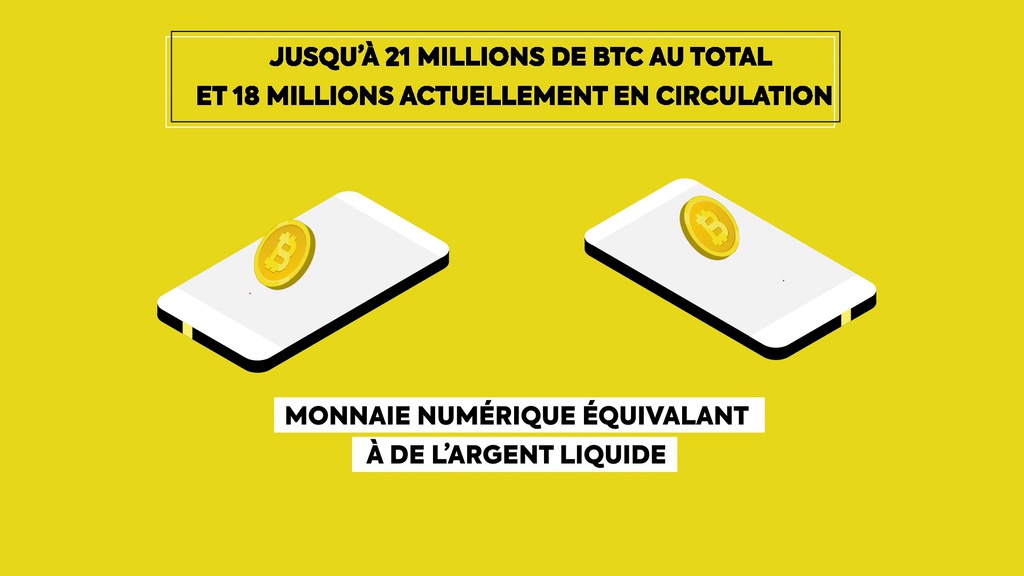 JUSQU’À 21 MILLIONS DE BTC AU TOTAL
ET 18 MILLIONS ACTUELLEMENT EN CIRCULATION
MONNAIE NUMÉRIQUE ÉQUIVALANT
À DE L’ARGENT LIQUIDE